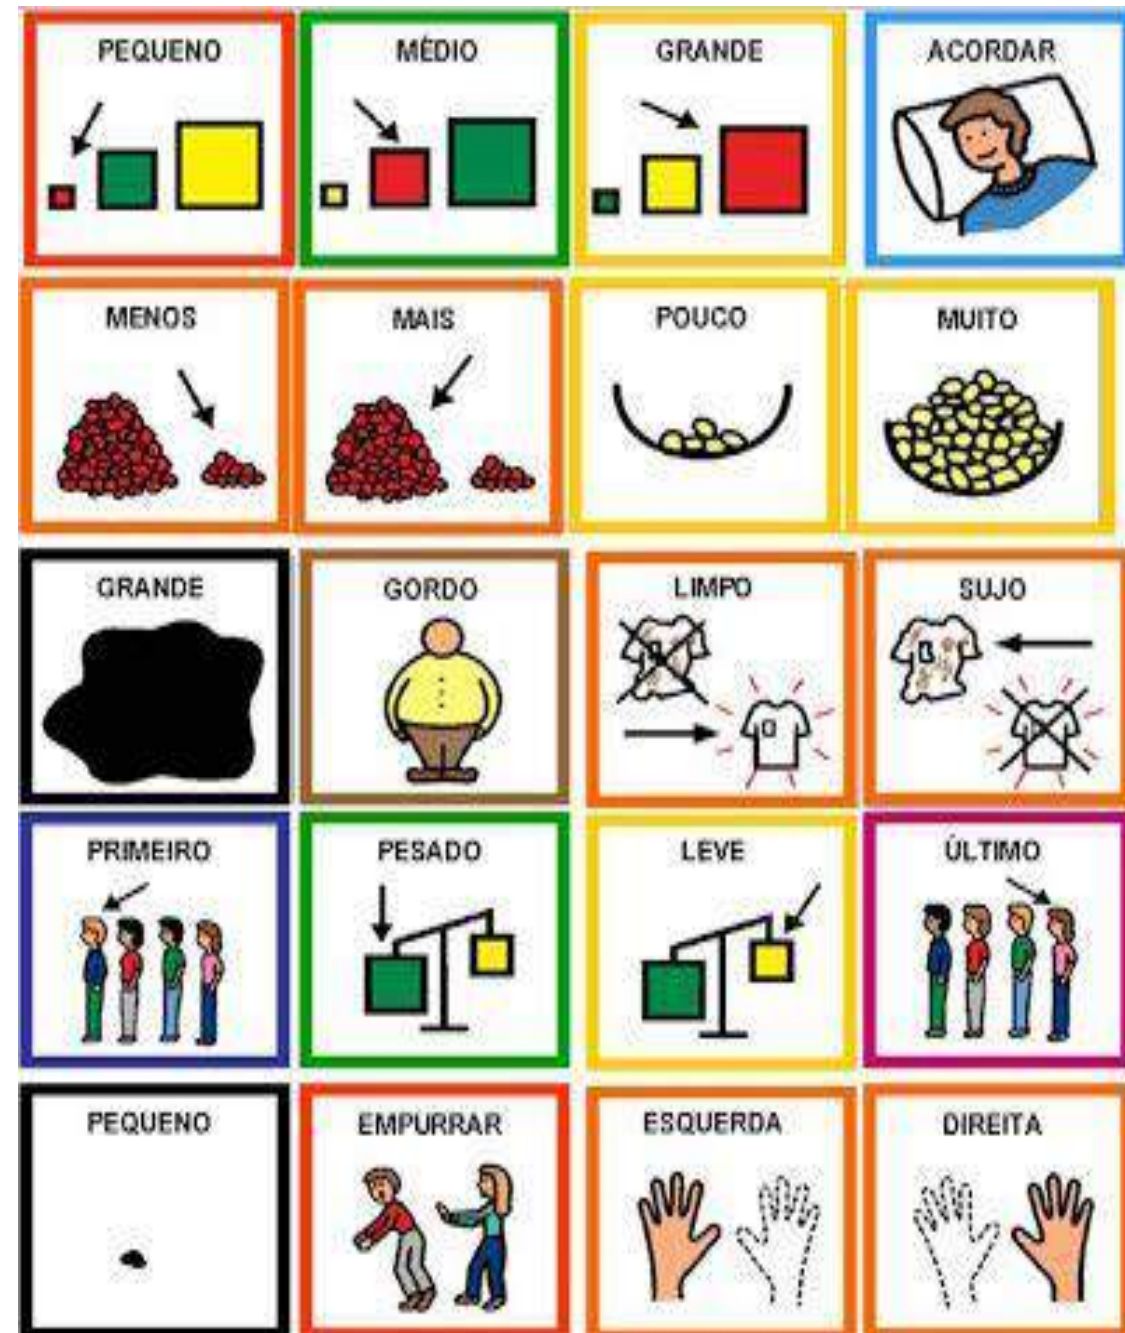 PEQUENO
MÉDIO
GRANDE
ACORDAR
MENOS
MAIS
POUCO
MUITO
GRANDE
GORDO
LIMPO
SUJO
PRIMEIRO
PESADO
LEVE
ÚLTIMO
PEQUENO
EMPURRAR
ESQUERDA
DIREITA